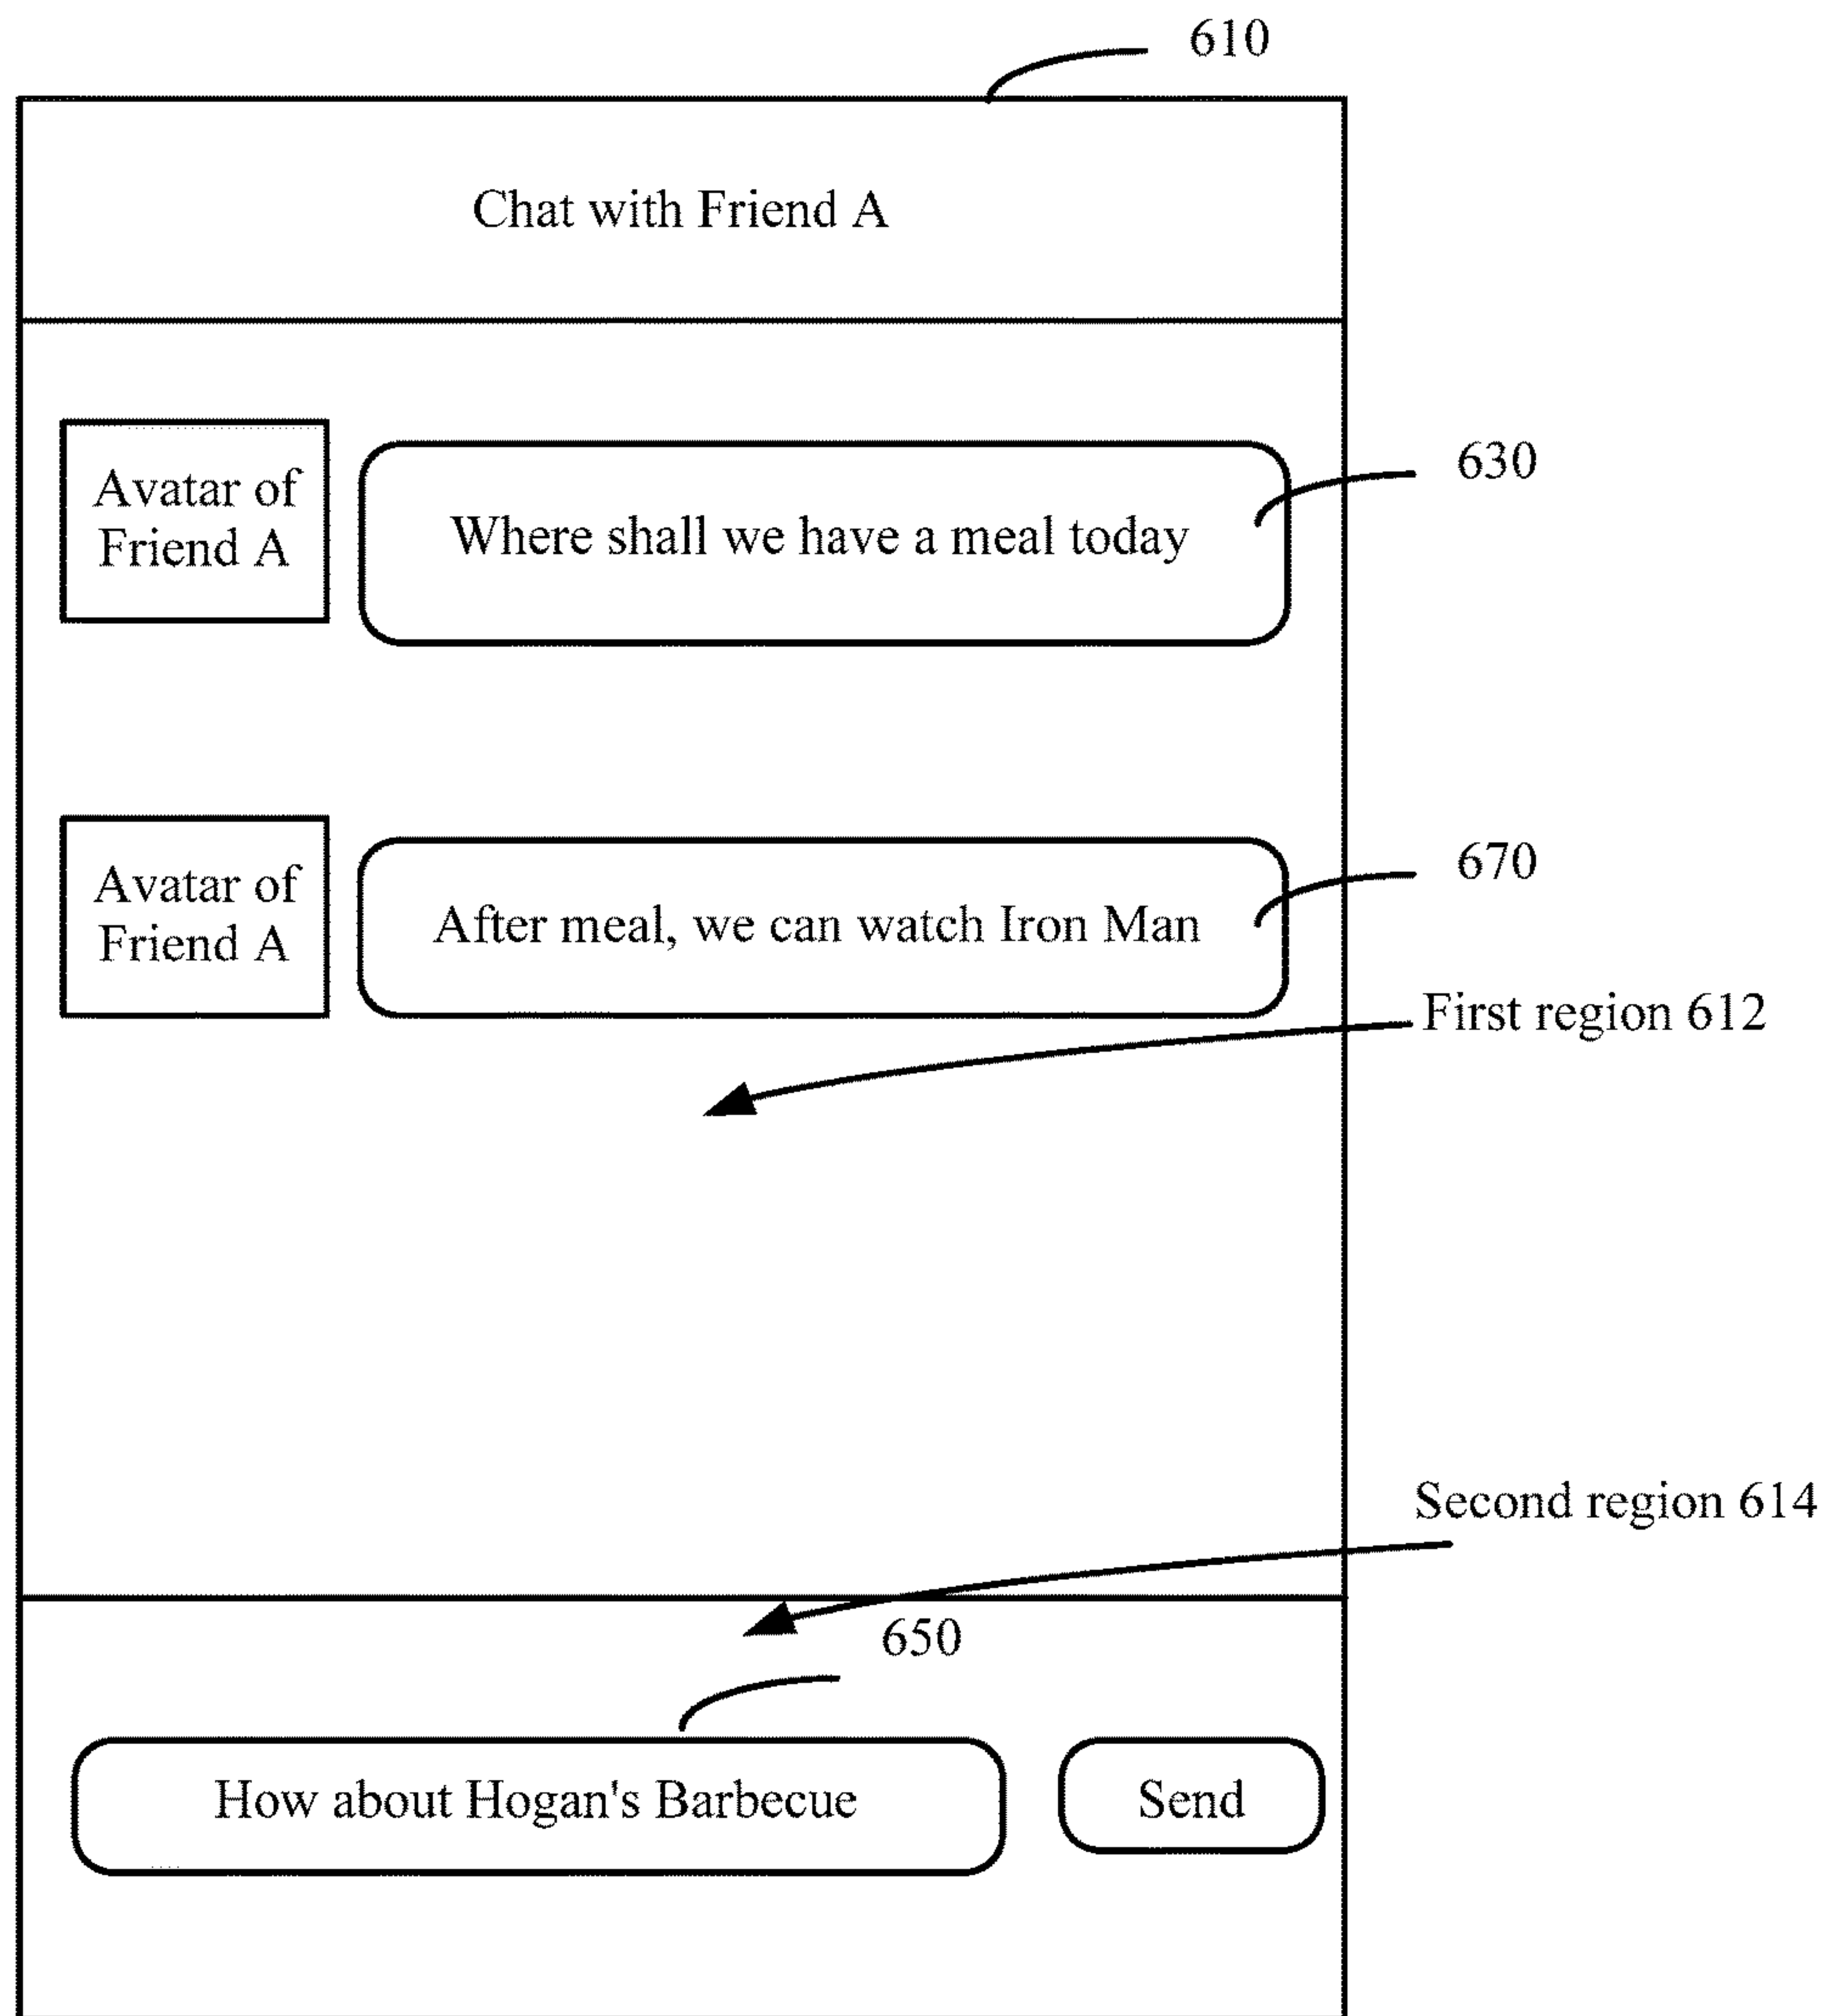 610
Chat with Friend A
630
Avatar of
Friend A
Where shall we have a meal today
670
Avatar of
Friend A
After meal, we can watch Iron Man
First region 612
Second region 614
650
How about Hogan's Barbecue
Send